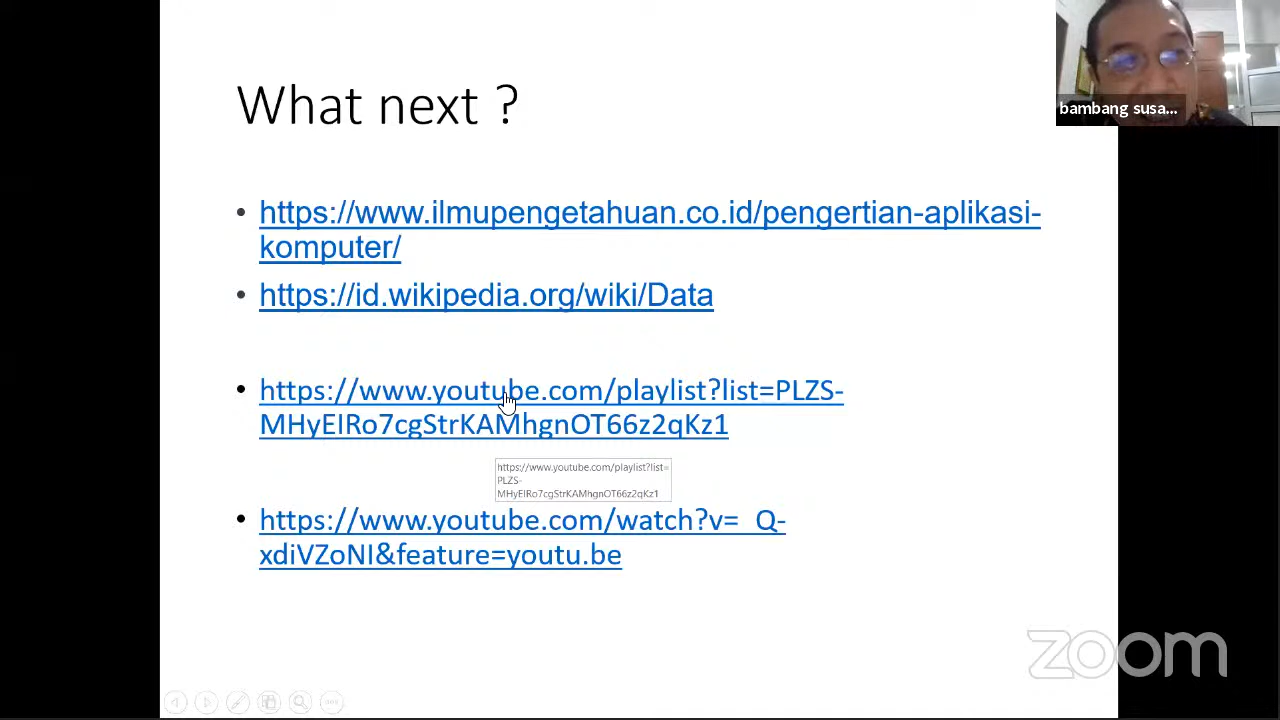 bambang susa...
What next ?
• https://www.ilmupengetahuan.co.id/pengertian-aplikasi-
komputer/
• https://id.wikipedia.org/wiki/Data
• https://www.youtube.com/playlist?list=PLZS-
MHyEIRo7cgStrKAMhgnOT66z2qKz1
https://www.youtube.com/playlist?list=
PLZS-
MHyEIRo7cgStrKAMhgnOT66z2qKz1
• https://www.youtube.com/watch?v=_Q-
xdiVZoNI&feature=youtu.be
zoom